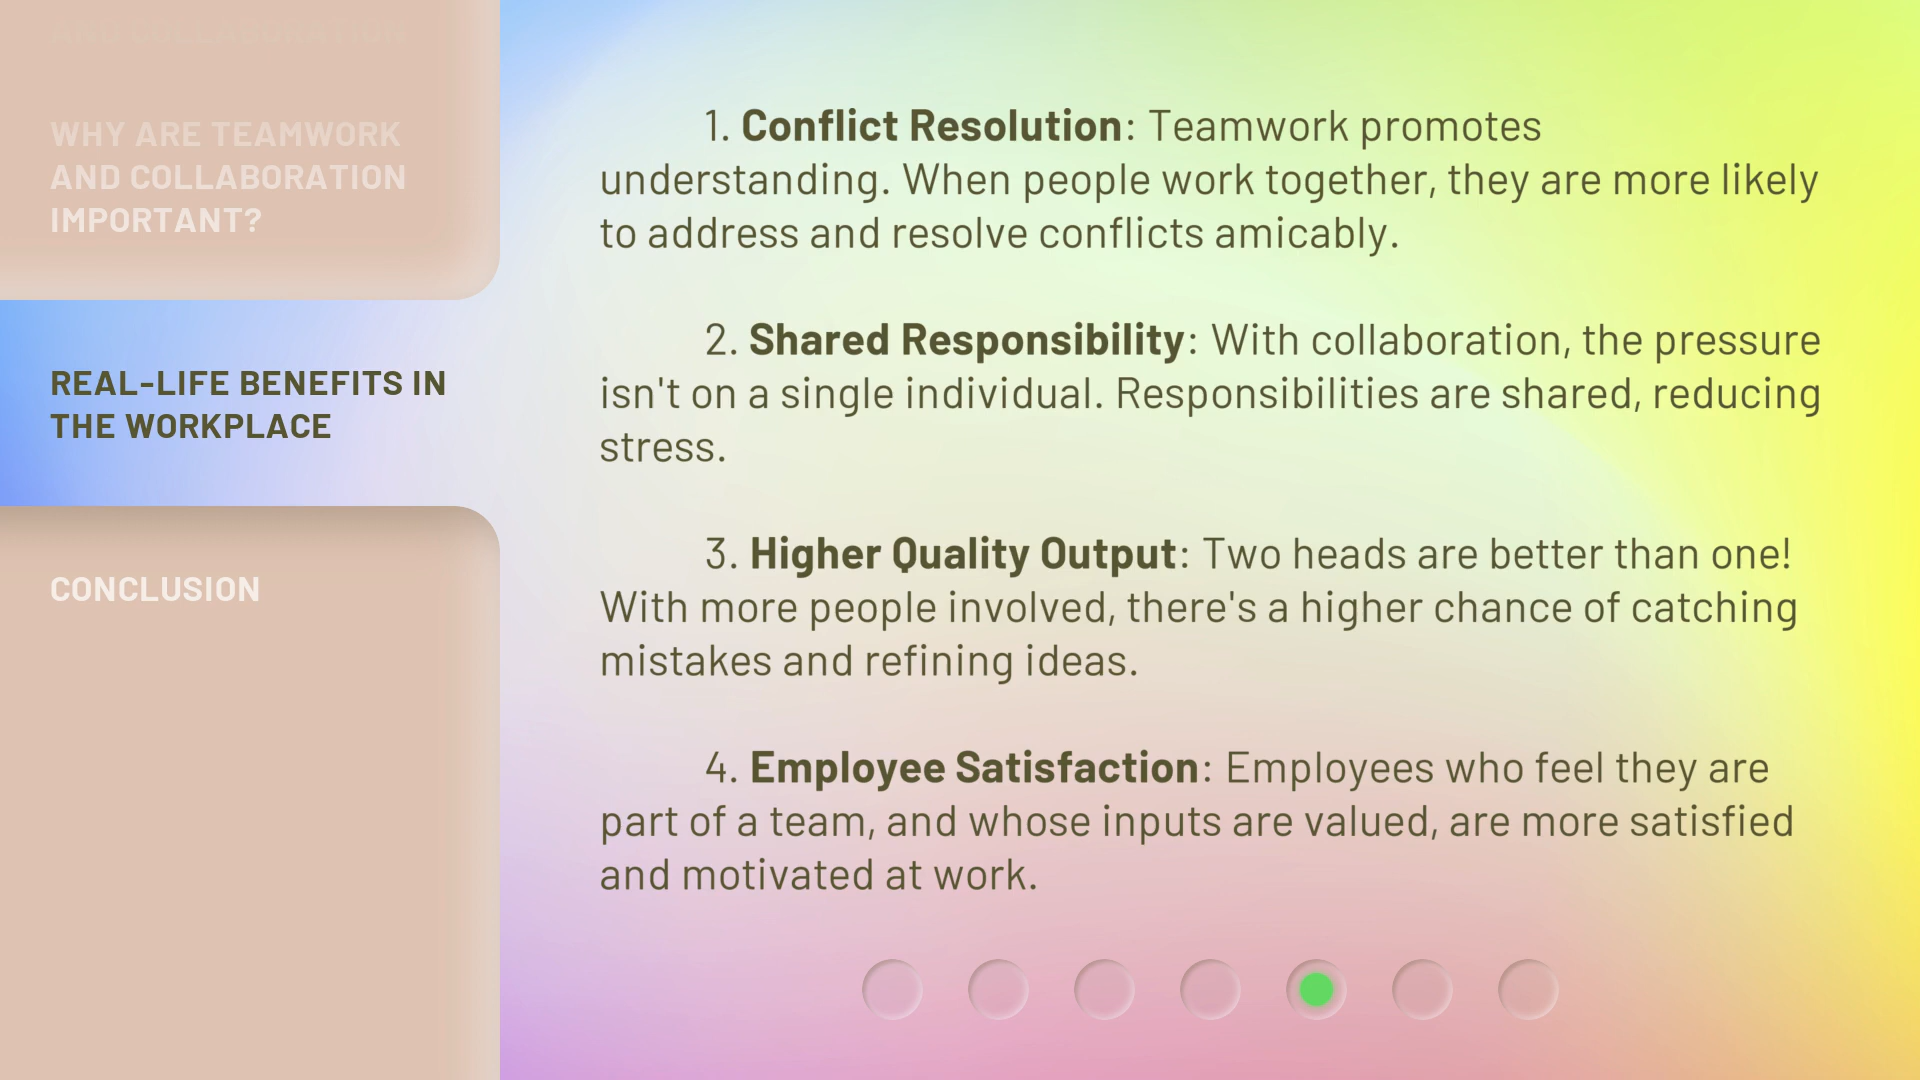 AND COLLABORATION
WHY ARE TEAMWORK
AND COLLABORATION
IMPORTANT?
REAL-LIFE BENEFITS IN
THE WORKPLACE
CONCLUSION
1. Conflict Resolution: Teamwork promotes
understanding. When people work together, they are more likely
to address and resolve conflicts amicably.
2. Shared Responsibility: With collaboration, the pressure
isn't on a single individual. Responsibilities are shared, reducing
stress.
3. Higher Quality Output: Two heads are better than one!
With more people involved, there's a higher chance of catching
mistakes and refining ideas.
4. Employee Satisfaction: Employees who feel they are
part of a team, and whose inputs are valued, are more satisfied
and motivated at work.